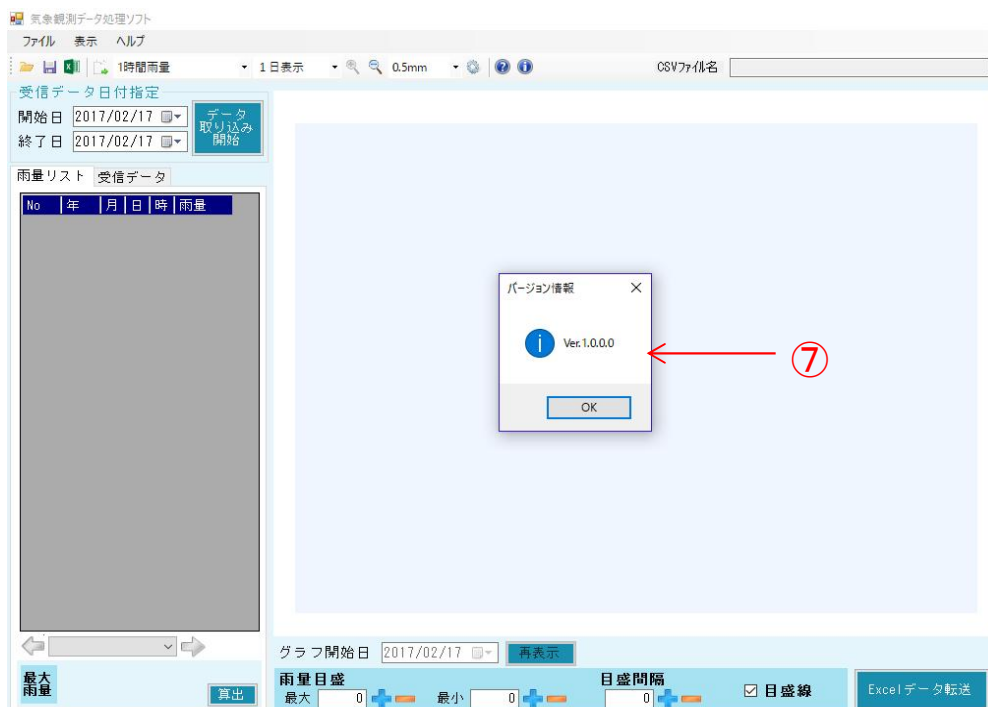 気象観測データ処理ソフト
ファイル 表示 ヘルプ
1時間雨量 1日表示 0.5mm CSVファイル名
受信データ日付指定
開始日 2017/02/17
終了日 2017/02/17
データ
取り込み
開始
雨量リスト 受信データ
No 年 月 日 時 雨量
バージョン情報
Ver.1.0.0.0
OK
⑦
グラフ開始日 2017/02/17 再表示
最大
雨量
算出
雨量目盛
最大 0 最小 0
目盛間隔
0
目盛線
Excelデータ転送